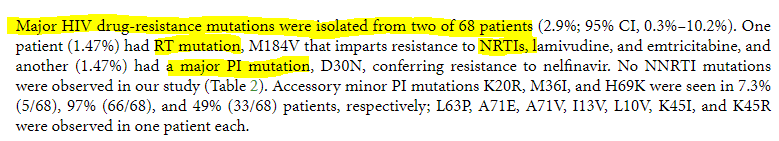 Major HIV drug-resistance mutations were isolated from two of 68 patients (2.9%; 95% CI, 0.3%–10.2%). One
patient (1.47%) had RT mutation, M184V that imparts resistance to NRTIs, lamivudine, and emtricitabine, and
another (1.47%) had a major PI mutation, D30N, conferring resistance to nelfinavir. No NNRTI mutations
were observed in our study (Table 2). Accessory minor PI mutations K20R, M36I, and H69K were seen in 7.3%
(5/68), 97% (66/68), and 49% (33/68) patients, respectively; L63P, A71E, A71V, I13V, L10V, K45I, and K45R
were observed in one patient each.